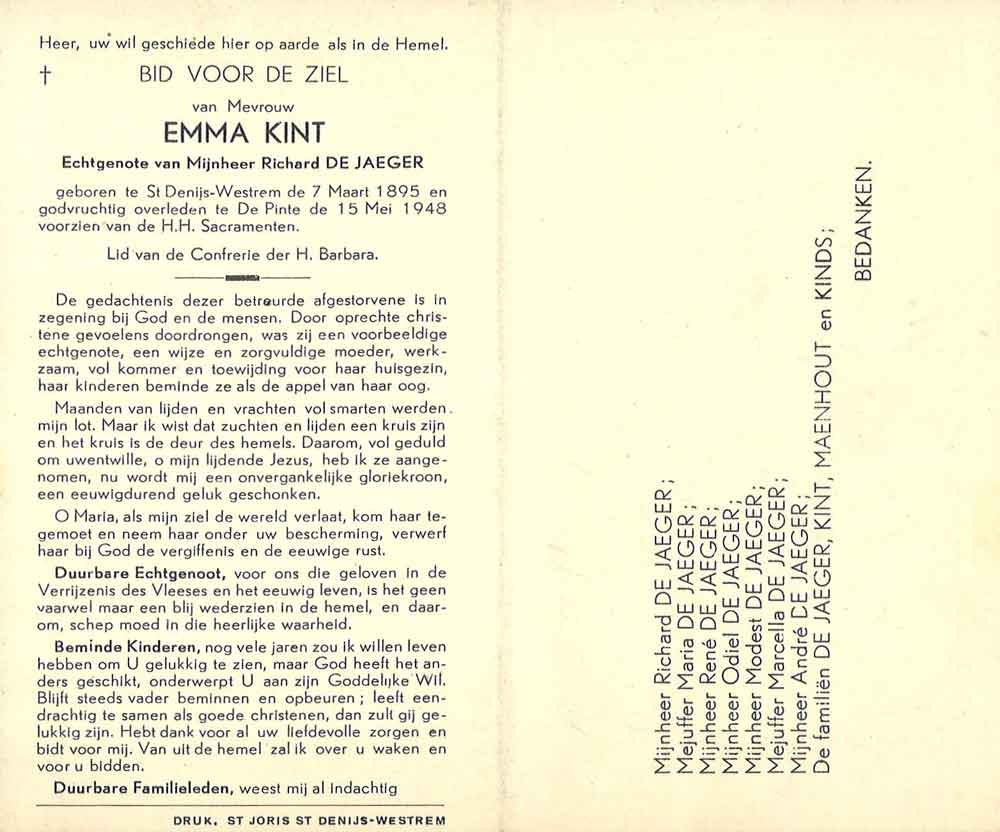 Heer, uw wil geschiede hier op aarde als in de Hemel.
† BID VOOR DE ZIEL
van Mevrouw
EMMA KINT
Echtgenote van Mijnheer Richard DE JAEGER
geboren te St Denijs-Westrem de 7 Maart 1895 en
godvruchtig overleden te De Pinte de 15 Mei 1948
voorzien van de H.H. Sacramenten.
Lid van de Confrerie der H. Barbara.
De gedachtenis dezer betreurde afgestorvene is in
zegening bij God en de mensen. Door oprechte chris-
tene gevoelens doordrongen, was zij een voorbeeldige
echtgenote, een wijze en zorgvuldige moeder, werk-
zaam, vol kommer en toewijding voor haar huisgezin,
haar kinderen beminde ze als de appel van haar oog.
Maanden van lijden en vrachten vol smarten werden
mijn lot. Maar ik wist dat zuchten en lijden een kruis zijn
en het kruis is de deur des hemels. Daarom, vol geduld
om uwentwille, o mijn lijdende Jezus, heb ik ze aange-
nomen, nu wordt mij een onvergankelijke gloriekroon,
een eeuwigdurend geluk geschonken.
O Maria, als mijn ziel de wereld verlaat, kom haar te-
gemoet en neem haar onder uw bescherming, verwerf
haar bij God de vergiffenis en de eeuwige rust.
Duurbare Echtgenoot, voor ons die geloven in de
Verrijzenis des Vleeses en het eeuwig leven, is het geen
vaarwel maar een blij wederzien in de hemel, en daar-
om, schep moed in die heerlijke waarheid.
Beminde Kinderen, nog vele jaren zou ik willen leven
hebben om U gelukkig te zien, maar God heeft het an-
ders geschikt, onderwerpt U aan zijn Goddelijke Wil.
Blijft steeds vader beminnen en opbeuren ; leeft een-
drachtig te samen als goede christenen, dan zult gij ge-
lukkig zijn. Hebt dank voor al uw liefdevolle zorgen en
bidt voor mij. Van uit de hemel zal ik over u waken en
voor u bidden.
Duurbare Familieleden, weest mij al indachtig
DRUK. ST JORIS ST DENIJS-WESTREM
Mijnheer Richard DE JAEGER ;
Mejuffer Maria DE JAEGER ;
Mijnheer René DE JAEGER ;
Mijnheer Odiel DE JAEGER ;
Mijnheer Modest DE JAEGER ;
Mejuffer Marcella DE JAEGER ;
Mijnheer André DE JAEGER ;
De familiën DE JAEGER, KINT, MAENHOUT en KINDS ;
BEDANKEN.